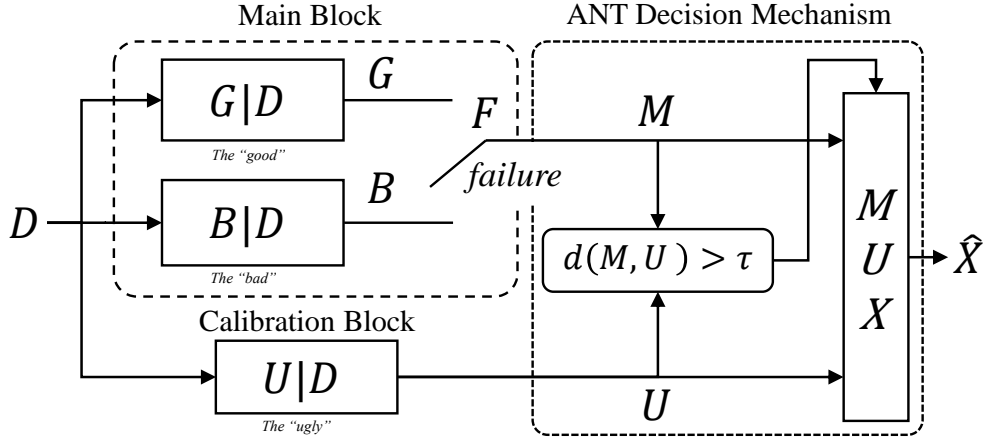 Main Block
ANT Decision Mechanism
G|D
G
The "good"
F
M
failure
B|D
B
The "bad"
D
d(M, U) > τ
M
U
X
X̂
Calibration Block
U|D
U
The "ugly"